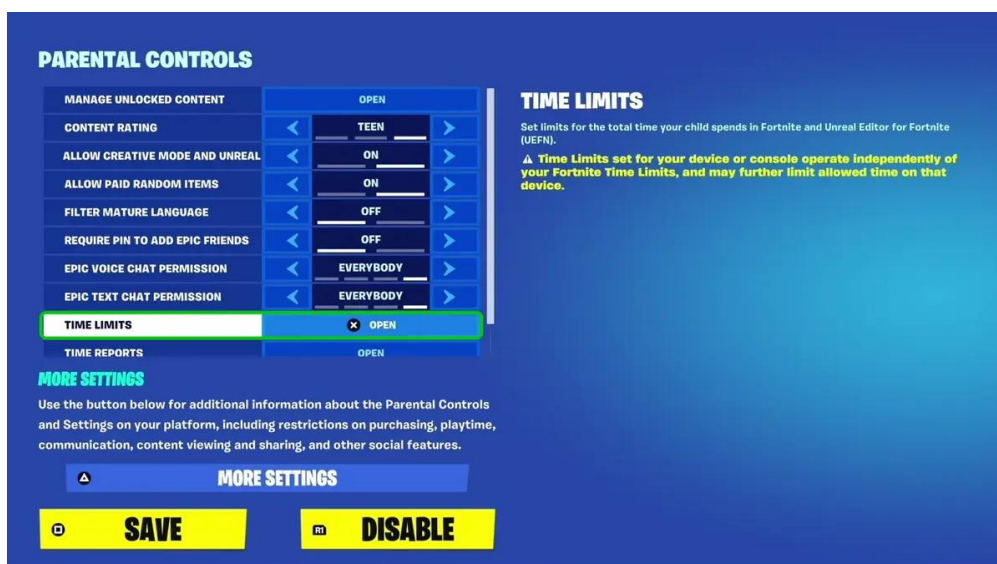 PARENTAL CONTROLS
MANAGE UNLOCKED CONTENT OPEN
CONTENT RATING TEEN
ALLOW CREATIVE MODE AND UNREAL ON
ALLOW PAID RANDOM ITEMS ON
FILTER MATURE LANGUAGE OFF
REQUIRE PIN TO ADD EPIC FRIENDS OFF
EPIC VOICE CHAT PERMISSION EVERYBODY
EPIC TEXT CHAT PERMISSION EVERYBODY
TIME LIMITS OPEN
TIME REPORTS OPEN
MORE SETTINGS
Use the button below for additional information about the Parental Controls
and Settings on your platform, including restrictions on purchasing, playtime,
communication, content viewing and sharing, and other social features.
MORE SETTINGS
SAVE
R1 DISABLE
TIME LIMITS
Set limits for the total time your child spends in Fortnite and Unreal Editor for Fortnite
(UEFN).
Time Limits set for your device or console operate independently of
your Fortnite Time Limits, and may further limit allowed time on that
device.